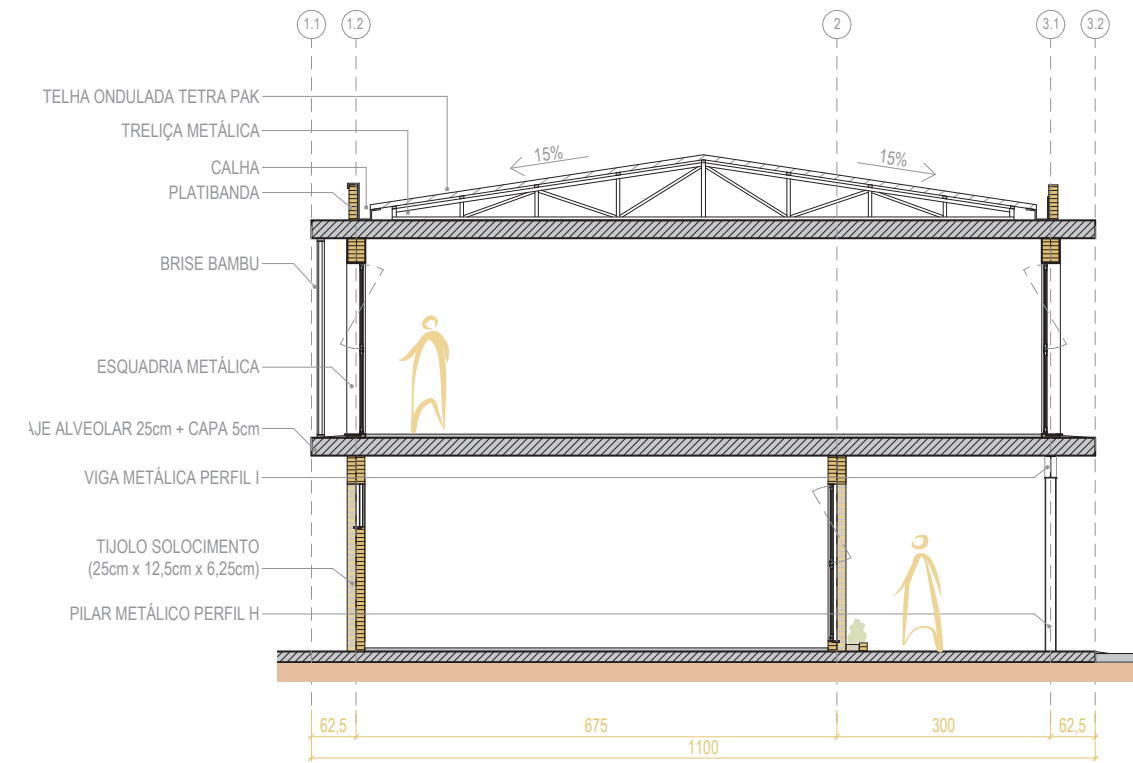 1.1 1.2 2 3.1 3.2
TELHA ONDULADA TETRA PAK
TRELIÇA METÁLICA
15% 15%
CALHA
PLATIBANDA
BRISE BAMBU
ESQUADRIA METÁLICA
AJE ALVEOLAR 25cm + CAPA 5cm
VIGA METÁLICA PERFIL I
TIJOLO SOLOCIMENTO
(25cm x 12,5cm x 6,25cm)
PILAR METÁLICO PERFIL H
62,5 675 300 62,5
1100